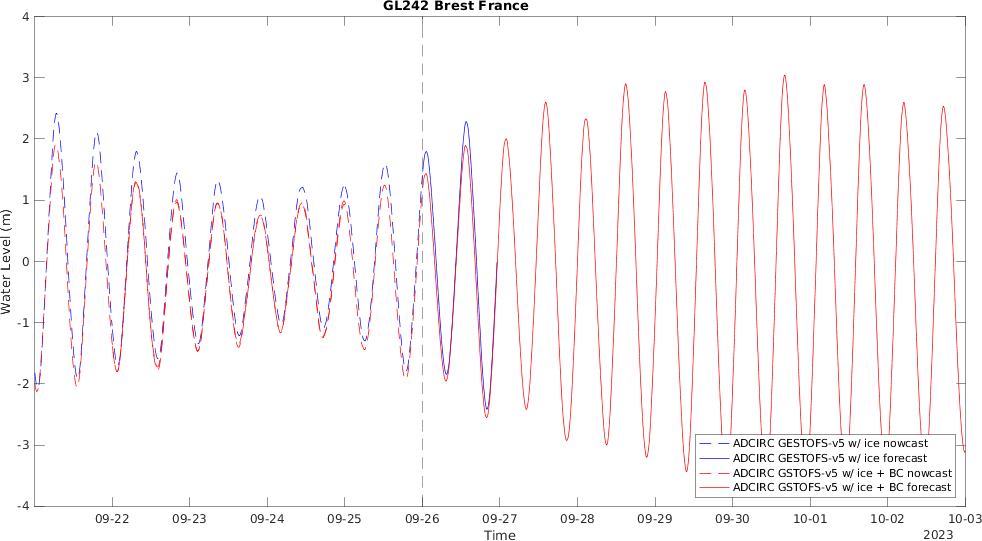 GL242 Brest France
4
3
2
1
0
-1
-2
-3
-4
Water Level (m)
ADCIRC GESTOFS-v5 w/ ice nowcast
ADCIRC GESTOFS-v5 w/ ice forecast
ADCIRC GSTOFS-v5 w/ ice + BC nowcast
ADCIRC GSTOFS-v5 w/ ice + BC forecast
09-22 09-23 09-24 09-25 09-26 09-27 09-28 09-29 09-30 10-01 10-02 10-03
Time
2023